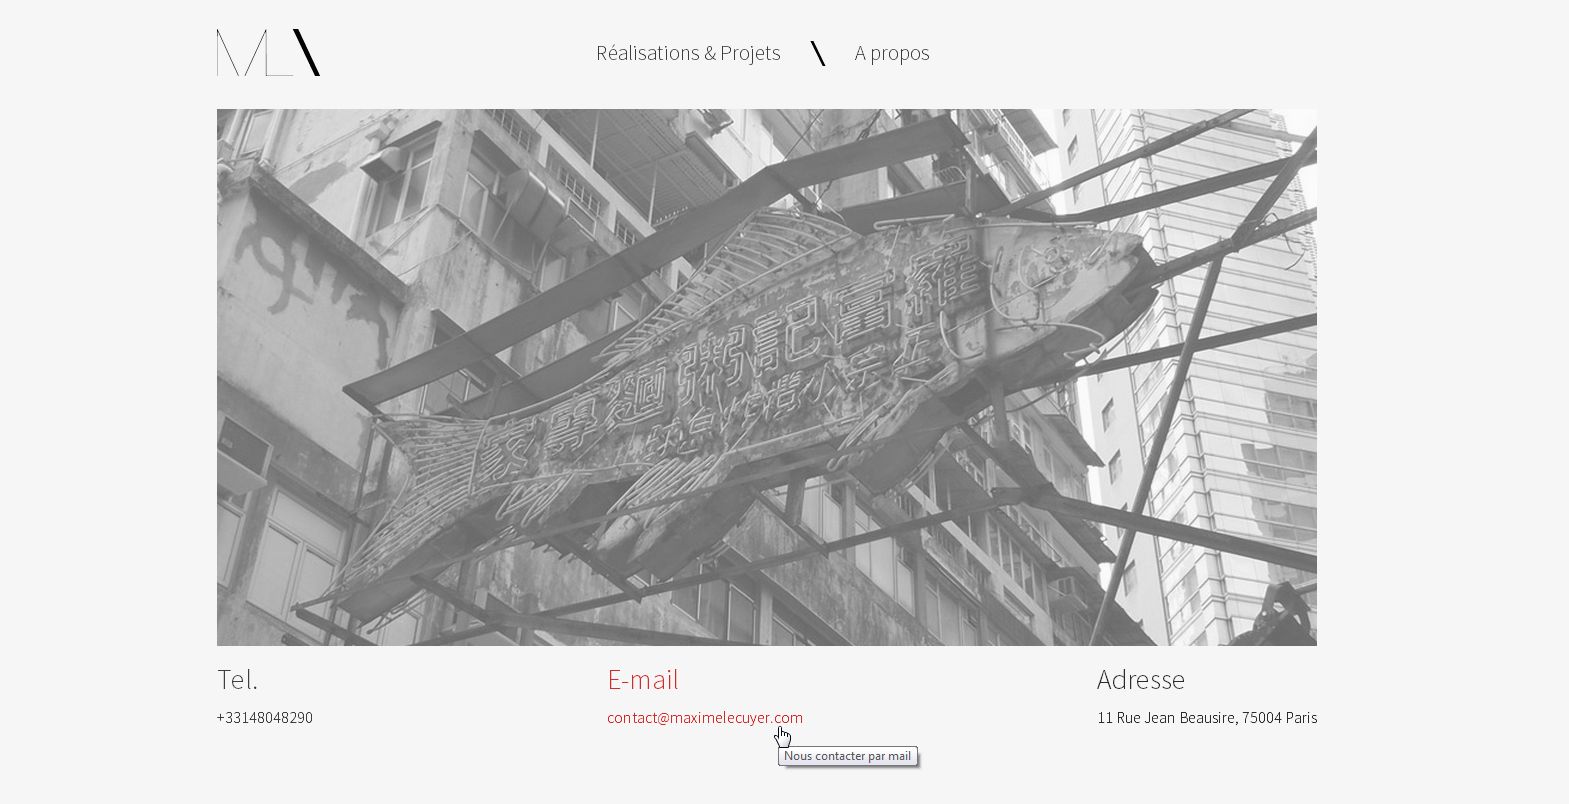 MLA
Réalisations & Projets \ A propos
羅富記粥麵專家
Tel.
+33148048290
E-mail
contact@maximelecuyer.com
Nous contacter par mail
Adresse
11 Rue Jean Beausire, 75004 Paris